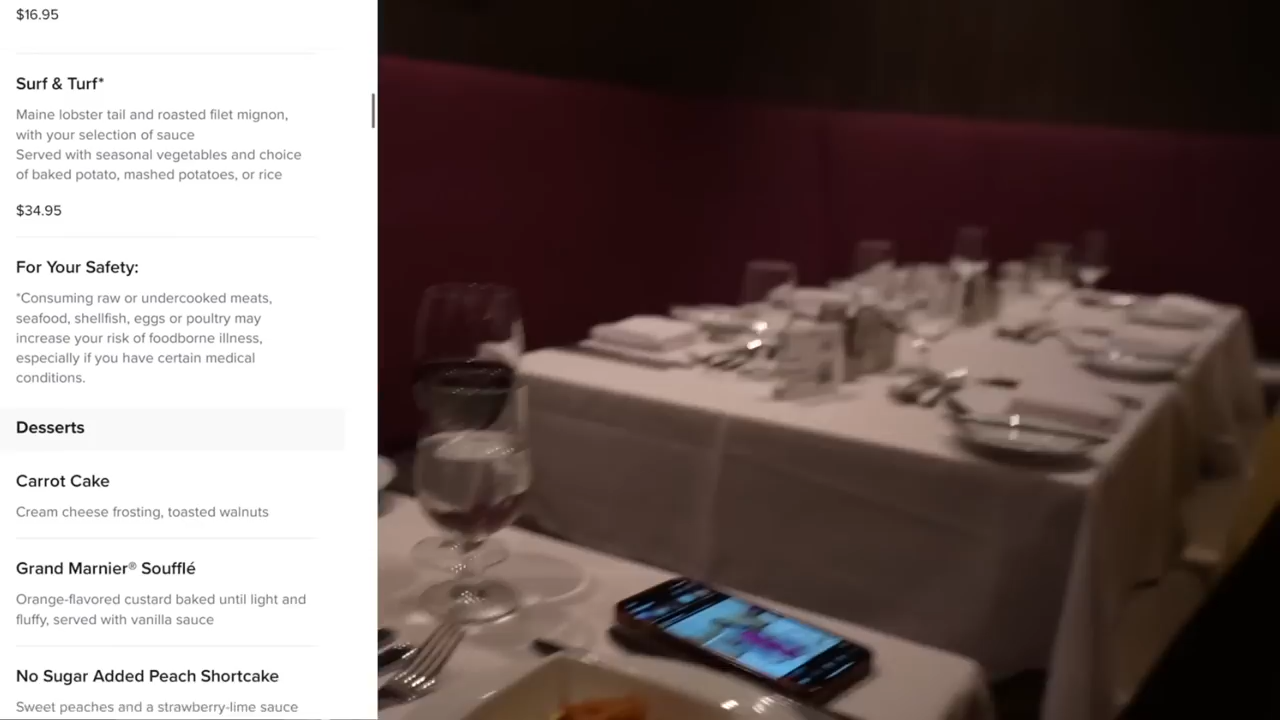 $16.95
Surf & Turf*
Maine lobster tail and roasted filet mignon,
with your selection of sauce
Served with seasonal vegetables and choice
of baked potato, mashed potatoes, or rice
$34.95
For Your Safety:
*Consuming raw or undercooked meats,
seafood, shellfish, eggs or poultry may
increase your risk of foodborne illness,
especially if you have certain medical
conditions.
Desserts
Carrot Cake
Cream cheese frosting, toasted walnuts
Grand Marnier® Soufflé
Orange-flavored custard baked until light and
fluffy, served with vanilla sauce
No Sugar Added Peach Shortcake
Sweet peaches and a strawberry-lime sauce